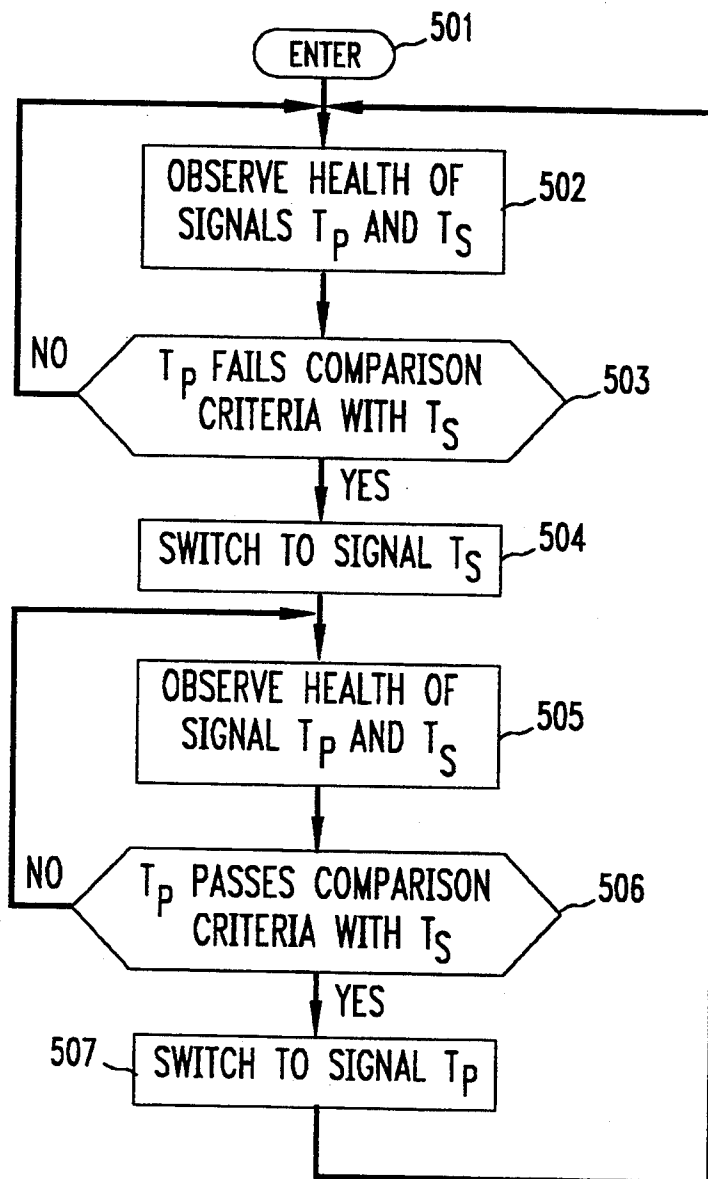 ENTER
501
OBSERVE HEALTH OF
SIGNALS TP AND TS
502
NO
TP FAILS COMPARISON
CRITERIA WITH TS
503
YES
SWITCH TO SIGNAL TS
504
OBSERVE HEALTH OF
SIGNAL TP AND TS
505
NO
TP PASSES COMPARISON
CRITERIA WITH TS
506
YES
507
SWITCH TO SIGNAL TP